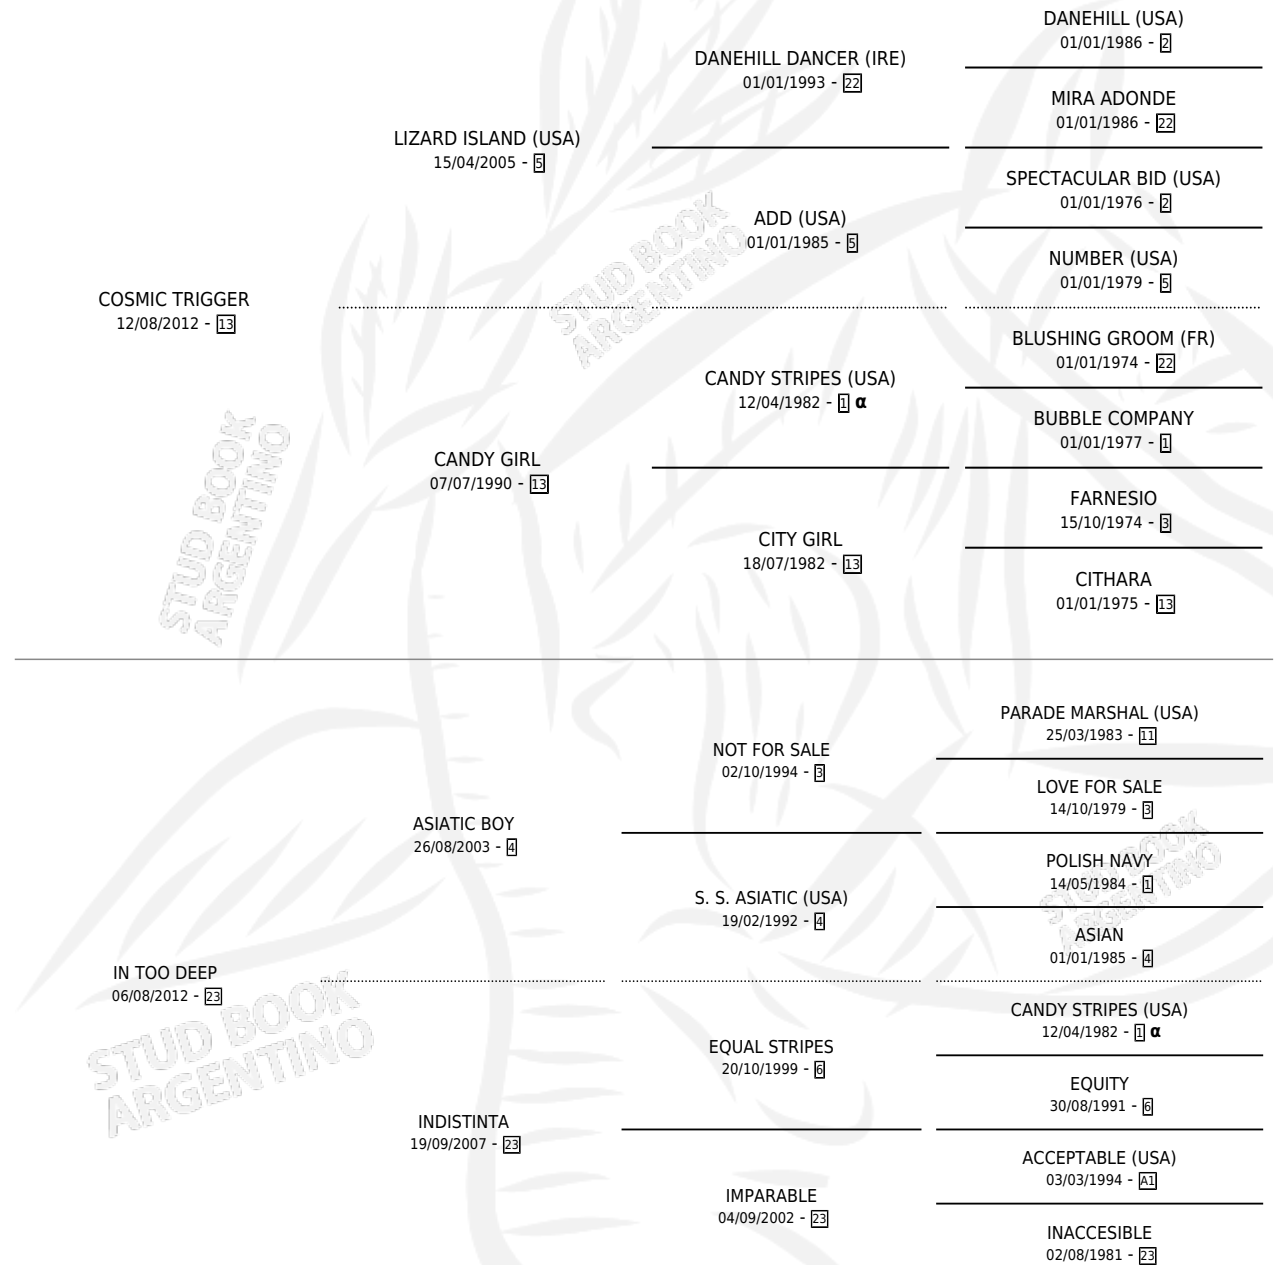 DANEHILL (USA)
01/01/1986 - 2
DANEHILL DANCER (IRE)
01/01/1993 - 22
MIRA ADONDE
01/01/1986 - 22
LIZARD ISLAND (USA)
15/04/2005 - 5
SPECTACULAR BID (USA)
01/01/1976 - 2
ADD (USA)
01/01/1985 - 5
NUMBER (USA)
01/01/1979 - 5
STUD BOOK
ARGENTINO
COSMIC TRIGGER
12/08/2012 - 13
BLUSHING GROOM (FR)
01/01/1974 - 22
CANDY STRIPES (USA)
12/04/1982 - 1 α
BUBBLE COMPANY
01/01/1977 - 1
CANDY GIRL
07/07/1990 - 13
FARNESIO
15/10/1974 - 3
CITY GIRL
18/07/1982 - 13
CITHARA
01/01/1975 - 13
STUD BOOK
ARGENTINO
PARADE MARSHAL (USA)
25/03/1983 - 11
NOT FOR SALE
02/10/1994 - 3
LOVE FOR SALE
14/10/1979 - 3
ASIATIC BOY
26/08/2003 - 4
POLISH NAVY
14/05/1984 - 1
S. S. ASIATIC (USA)
19/02/1992 - 4
ASIAN
01/01/1985 - 4
STUD BOOK
ARGENTINO
IN TOO DEEP
06/08/2012 - 23
CANDY STRIPES (USA)
12/04/1982 - 1 α
EQUAL STRIPES
20/10/1999 - 6
EQUITY
30/08/1991 - 6
STUD BOOK
ARGENTINO
INDISTINTA
19/09/2007 - 23
ACCEPTABLE (USA)
03/03/1994 - A1
IMPARABLE
04/09/2002 - 23
INACCESIBLE
02/08/1981 - 23